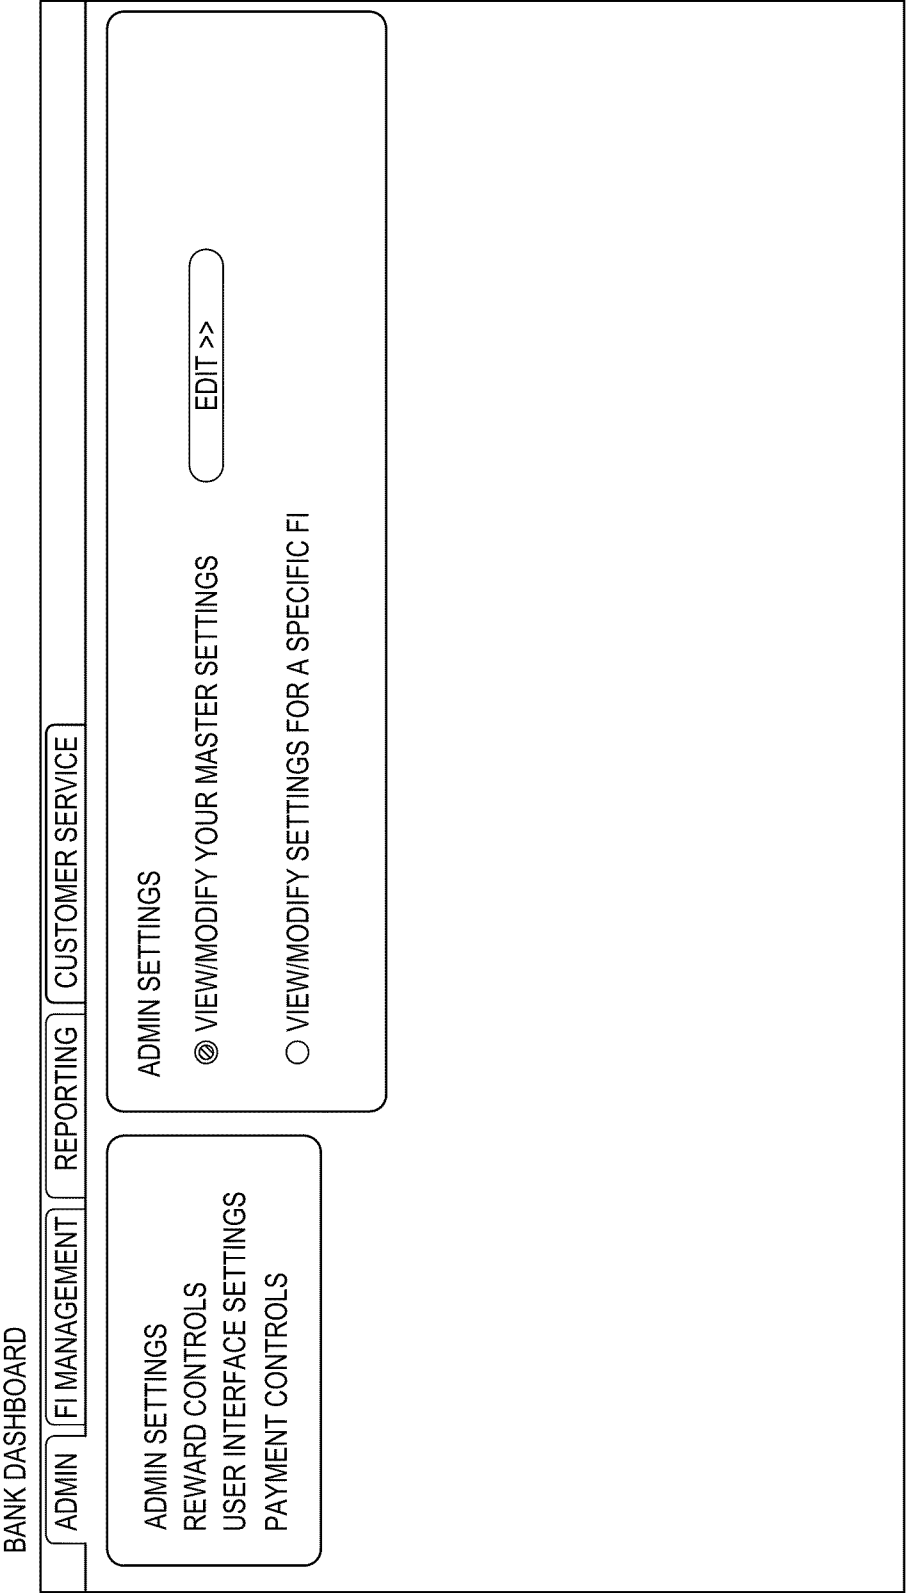 BANK DASHBOARD
ADMIN FI MANAGEMENT REPORTING CUSTOMER SERVICE
ADMIN SETTINGS
REWARD CONTROLS
USER INTERFACE SETTINGS
PAYMENT CONTROLS
ADMIN SETTINGS
VIEW/MODIFY YOUR MASTER SETTINGS EDIT >>
VIEW/MODIFY SETTINGS FOR A SPECIFIC FI